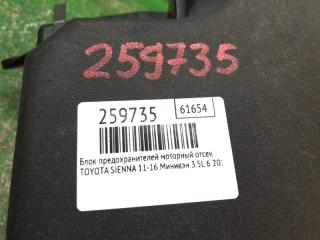 259735
259735 61654
Блок предохранителей моторный отсек
TOYOTA SIENNA 11-16 Минивэн 3.5L 6 20